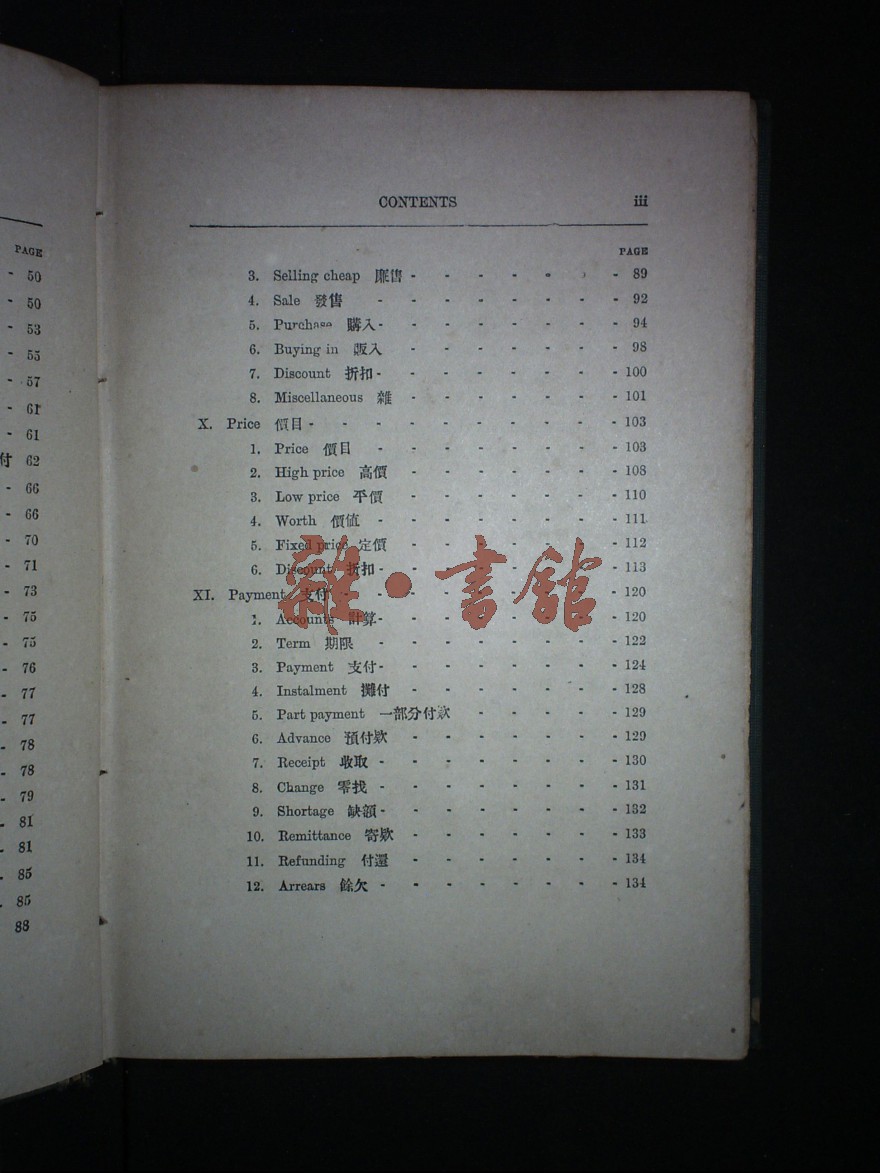 PAGE
- 50
- 50
- 53
- 55
- 57
- 61
- 61
付 62
- 66
- 66
- 70
- 71
- 73
- 75
- 75
- 76
- 77
- 77
- 78
- 78
- 79
- 81
- 81
- 85
- 85
88
CONTENTS iii
PAGE
3. Selling cheap 廉售 - - - - - - - 89
4. Sale 發售 - - - - - - - - 92
5. Purchase 購入 - - - - - - - - 94
6. Buying in 販入 - - - - - - - 98
7. Discount 折扣 - - - - - - - - 100
8. Miscellaneous 雜 - - - - - - - 101
X. Price 價目 - - - - - - - - - - 103
1. Price 價目 - - - - - - - - 103
2. High price 高價 - - - - - - - 108
3. Low price 平價 - - - - - - - 110
4. Worth 價値 - - - - - - - - 111
5. Fixed price 定價 - - - - - - - 112
6. Discount 折扣 - - - - - - - - 113
XI. Payment 支付 - - - - - - - - - 120
1. Accounts 計算 - - - - - - - - 120
2. Term 期限 - - - - - - - - 122
3. Payment 支付 - - - - - - - - 124
4. Instalment 攤付 - - - - - - - 128
5. Part payment 一部分付欵 - - - - - 129
6. Advance 預付欵 - - - - - - - 129
7. Receipt 收取 - - - - - - - - 130
8. Change 零找 - - - - - - - - 131
9. Shortage 缺額 - - - - - - - - 132
10. Remittance 寄欵 - - - - - - - 133
11. Refunding 付還 - - - - - - - 134
12. Arrears 餘欠 - - - - - - - - 134
雜·書舘